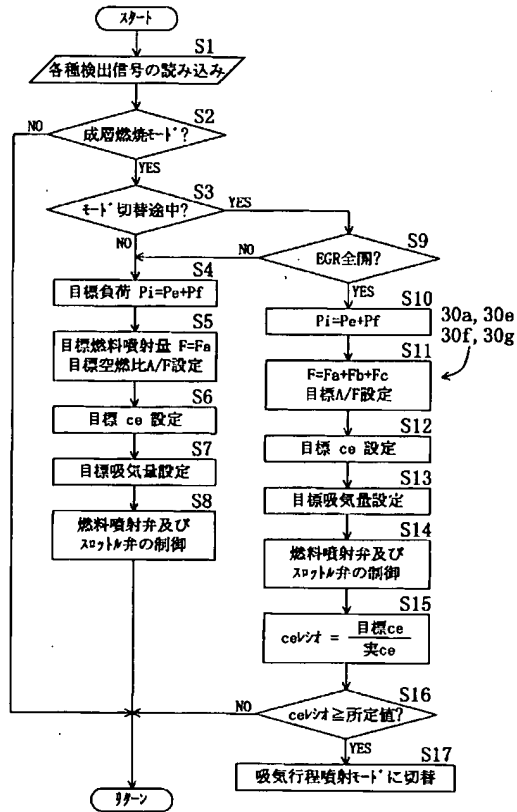 スタート
S1
各種検出信号の読み込み
S2
NO
成層燃焼モード?
YES
S3
モード切替途中?
YES
NO
S9
NO
EGR全開?
YES
S4
目標負荷 Pi=Pe+Pf
S10
Pi=Pe+Pf
30a, 30e
30f, 30g
S5
目標燃料噴射量 F=Fa
目標空燃比A/F設定
S11
F=Fa+Fb+Fc
目標A/F設定
S6
目標 ce 設定
S12
目標 ce 設定
S7
目標吸気量設定
S13
目標吸気量設定
S8
燃料噴射弁及び
スロットル弁の制御
S14
燃料噴射弁及び
スロットル弁の制御
S15
ceレシオ = 目標ce
実ce
S16
NO
ceレシオ≧所定値?
YES
S17
吸気行程噴射モードに切替
リターン